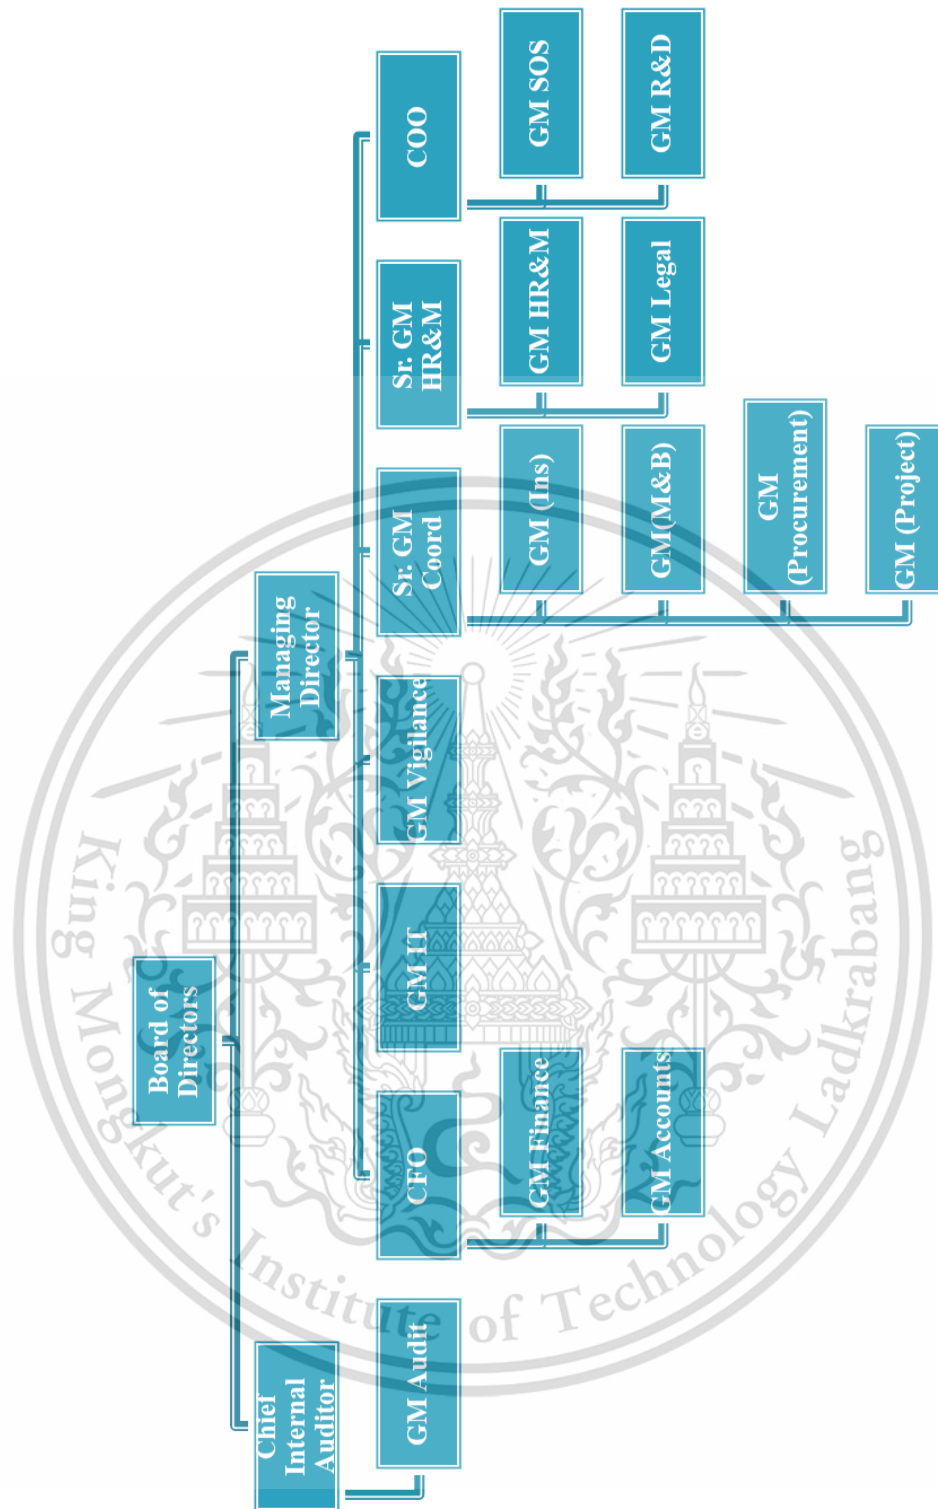 Board of
Directors
Chief
Internal
Auditor
Managing
Director
GM Audit
CFO
GM IT
GM Vigilance
Sr. GM
Coord
Sr. GM
HR&M
COO
GM Finance
GM (Ins)
GM HR&M
GM SOS
GM Accounts
GM(M&B)
GM Legal
GM R&D
GM
(Procurement)
GM (Project)
King Mongkut's Institute of Technology Ladkrabang